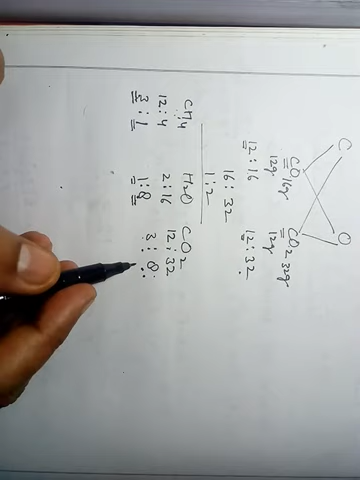 C O
CO CO2
12g 16g 12g 32g
12 : 16 12 : 32
16 : 32
1 : 2
CH4 H2O CO2
12 : 4 2 : 16 12 : 32
3 : 1 1 : 8 3 : 8